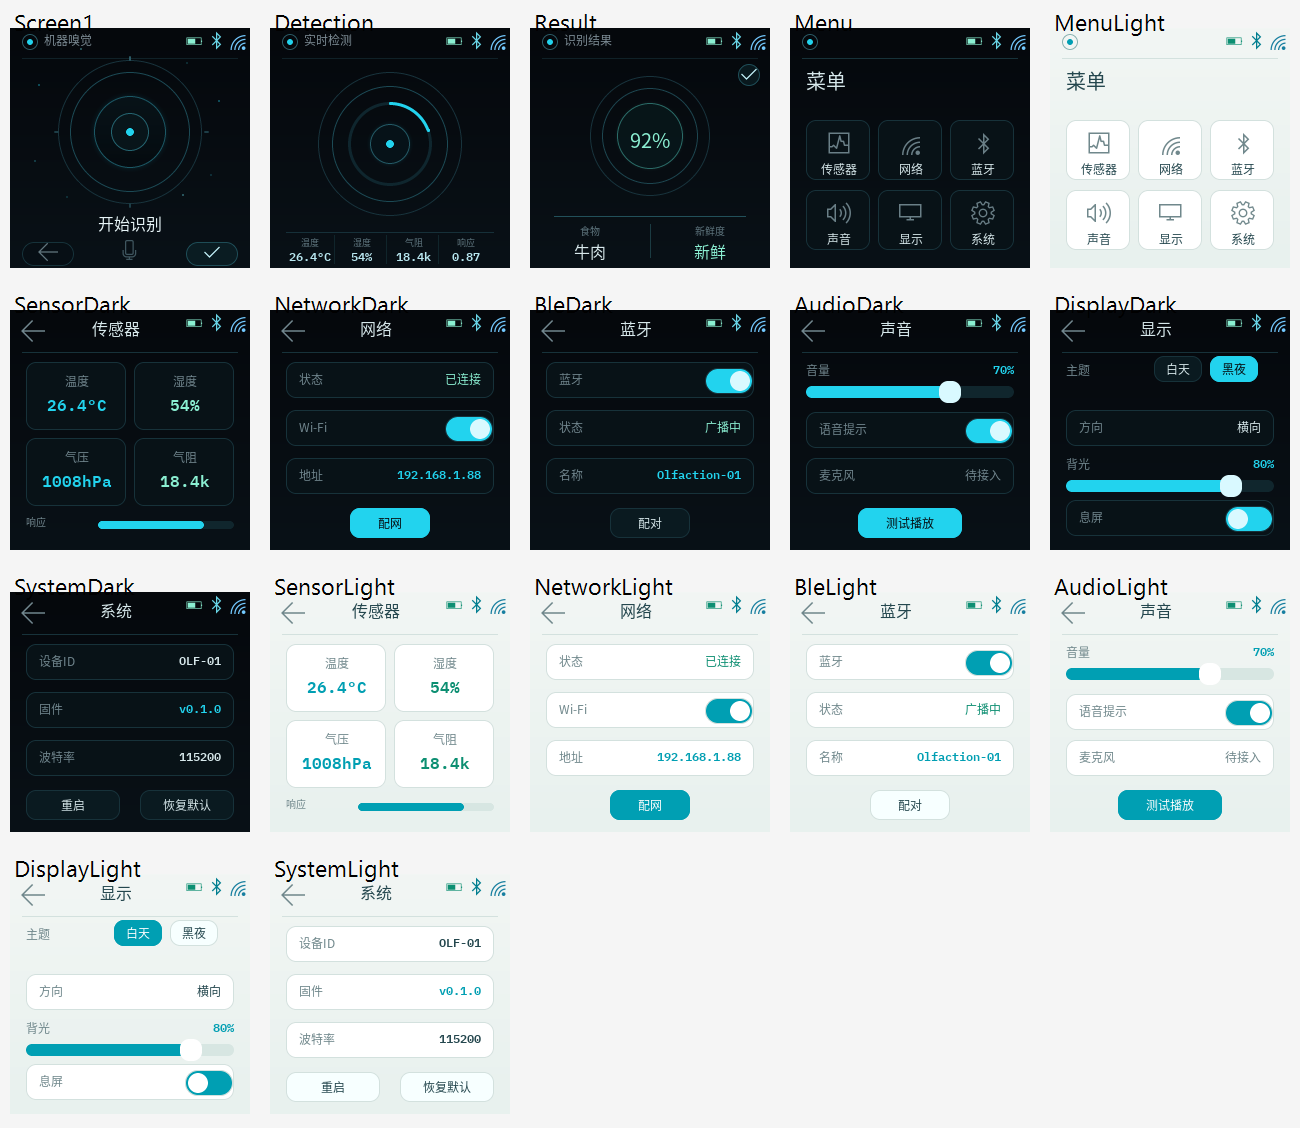 Screen1
机器嗅觉
开始识别
Detection
实时检测
温度 湿度 气阻 响应
26.4°C 54% 18.4k 0.87
Result
识别结果
92%
食物 新鲜度
牛肉 新鲜
Menu
菜单
传感器 网络 蓝牙
声音 显示 系统
MenuLight
菜单
传感器 网络 蓝牙
声音 显示 系统
SensorDark
传感器
温度 湿度
26.4°C 54%
气压 气阻
1008hPa 18.4k
响应
NetworkDark
网络
状态 已连接
Wi-Fi
地址 192.168.1.88
配网
BleDark
蓝牙
蓝牙
状态 广播中
名称 Olfaction-01
配对
AudioDark
声音
音量 70%
语音提示
麦克风 待接入
测试播放
DisplayDark
显示
主题 白天 黑夜
方向 横向
背光 80%
息屏
SystemDark
系统
设备ID OLF-01
固件 v0.1.0
波特率 115200
重启 恢复默认
SensorLight
传感器
温度 湿度
26.4°C 54%
气压 气阻
1008hPa 18.4k
响应
NetworkLight
网络
状态 已连接
Wi-Fi
地址 192.168.1.88
配网
BleLight
蓝牙
蓝牙
状态 广播中
名称 Olfaction-01
配对
AudioLight
声音
音量 70%
语音提示
麦克风 待接入
测试播放
DisplayLight
显示
主题 白天 黑夜
方向 横向
背光 80%
息屏
SystemLight
系统
设备ID OLF-01
固件 v0.1.0
波特率 115200
重启 恢复默认